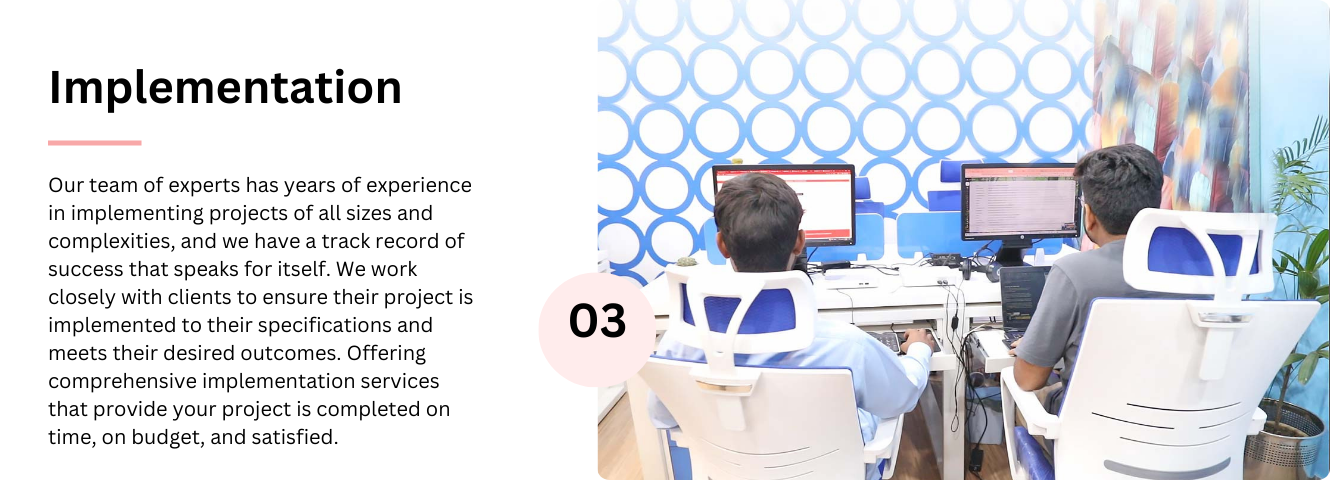 Implementation
Our team of experts has years of experience
in implementing projects of all sizes and
complexities, and we have a track record of
success that speaks for itself. We work
closely with clients to ensure their project is
implemented to their specifications and
meets their desired outcomes. Offering
comprehensive implementation services
that provide your project is completed on
time, on budget, and satisfied.
03